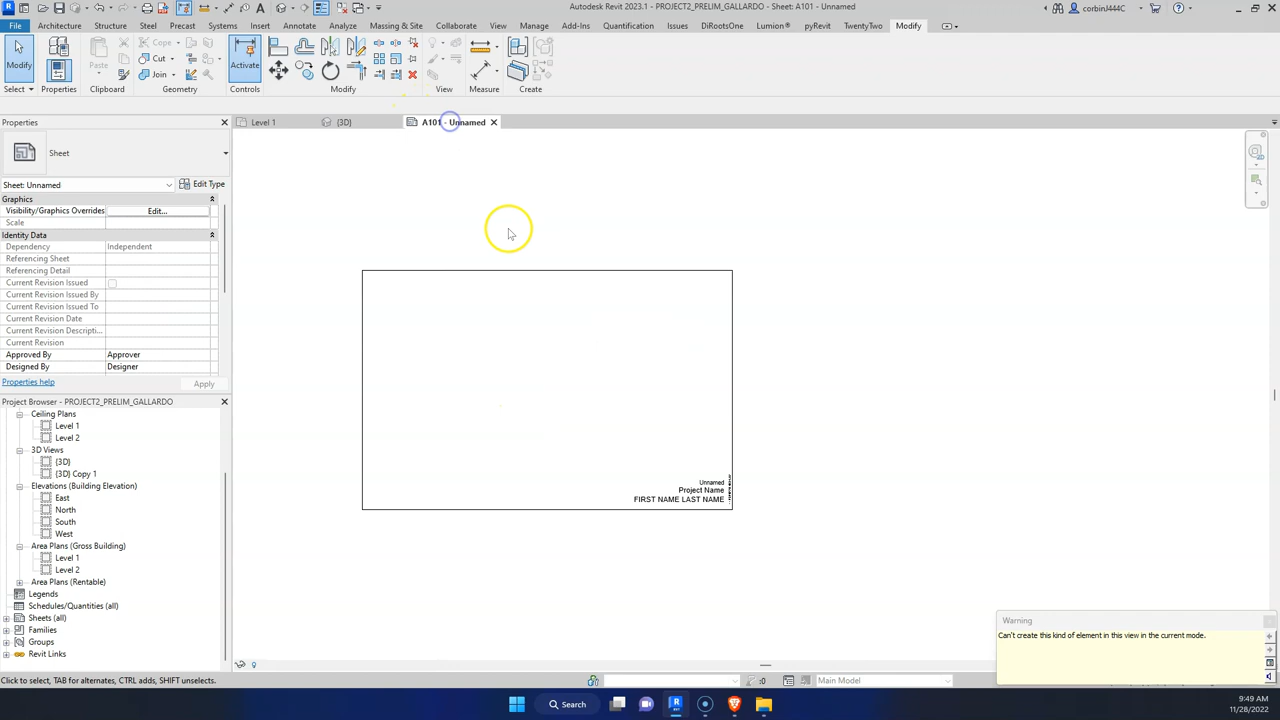 Autodesk Revit 2023.1 - PROJECT2_PRELIM_GALLARDO - Sheet: A101 - Unnamed
corbinJ444C
File Architecture Structure Steel Precast Systems Insert Annotate Analyze Massing & Site Collaborate View Manage Add-Ins Quantification Issues DirectOne Lumion® pyRevit TwentyTwo Modify
Modify
Paste
Cope
Cut
Join
Activate
Select Properties Clipboard Geometry Controls Modify View Measure Create
Properties
Level 1
{3D}
A101 - Unnamed
Sheet
Sheet: Unnamed
Edit Type
Graphics
Visibility/Graphics Overrides Edit...
Scale
Identity Data
Dependency Independent
Referencing Sheet
Referencing Detail
Current Revision Issued
Current Revision Issued By
Current Revision Issued To
Current Revision Date
Current Revision Descripti...
Current Revision
Approved By Approver
Designed By Designer
Properties help Apply
Project Browser - PROJECT2_PRELIM_GALLARDO
Ceiling Plans
Level 1
Level 2
3D Views
{3D}
{3D} Copy 1
Elevations (Building Elevation)
East
North
South
West
Area Plans (Gross Building)
Level 1
Level 2
Area Plans (Rentable)
Legends
Schedules/Quantities (all)
Sheets (all)
Families
Groups
Revit Links
Unnamed
Project Name
FIRST NAME LAST NAME
Warning
Can't create this kind of element in this view in the current mode.
Click to select, TAB for alternates, CTRL adds, SHIFT unselects.
:0
Main Model
Search
9:49 AM
11/28/2022